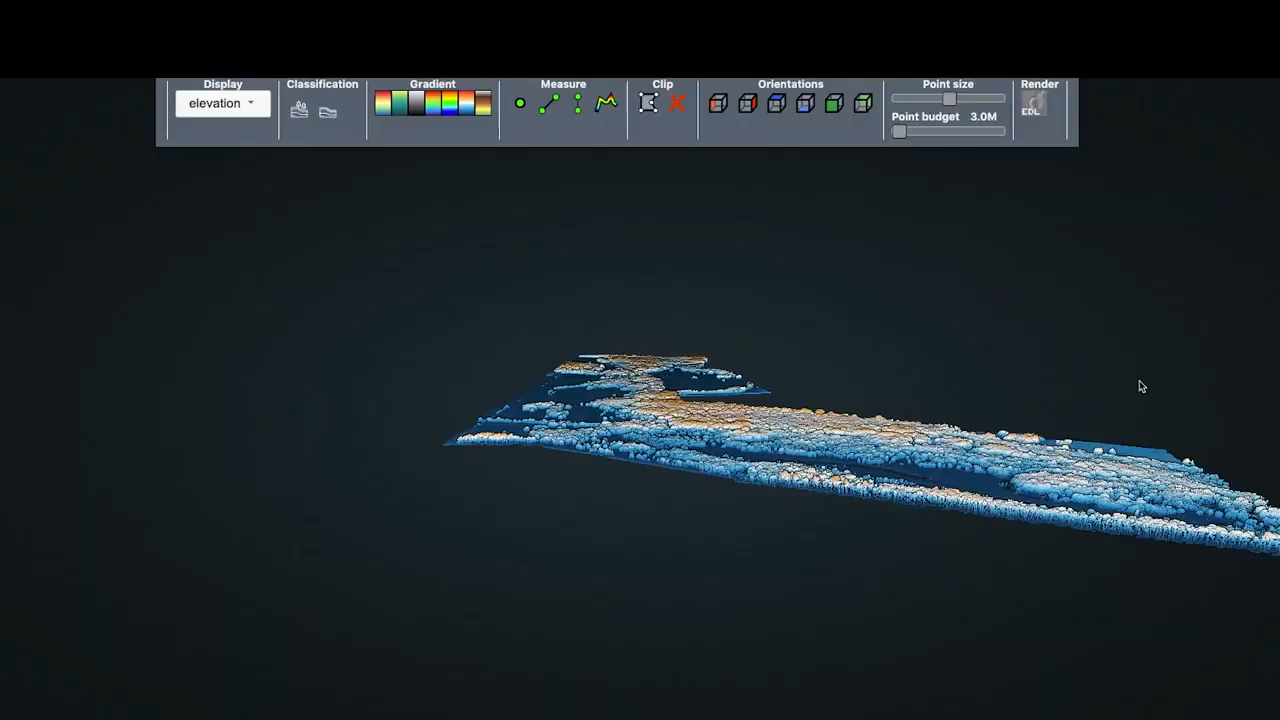 Display
Classification
Gradient
Measure
Clip
Orientations
Point size
Render
elevation
EDL
Point budget 3.0M